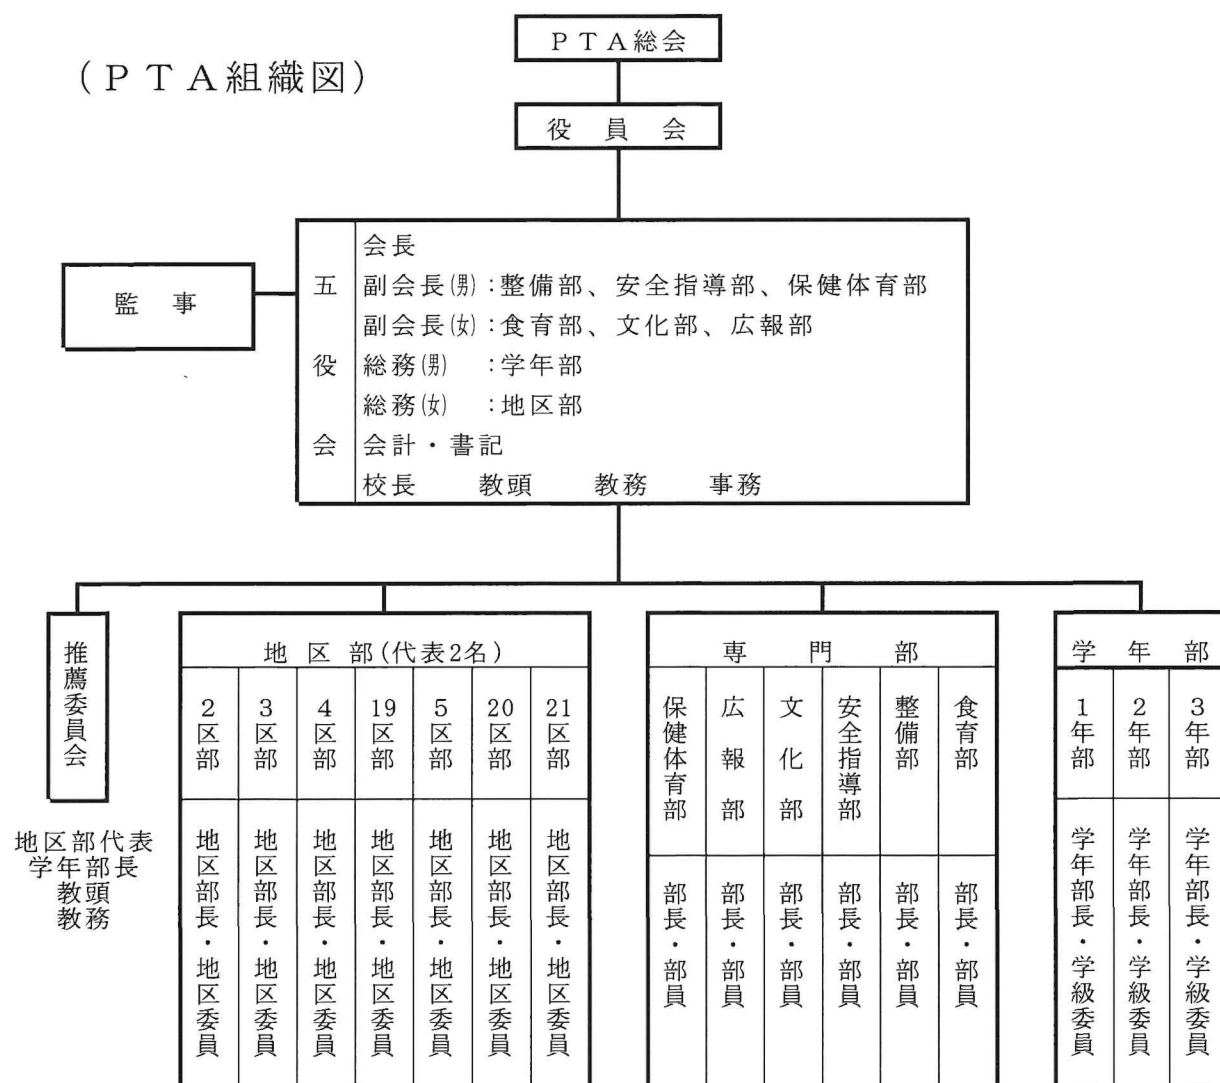 (ＰＴＡ組織図)
ＰＴＡ総会
役員会
監事
五役会
会長
副会長(男):整備部、安全指導部、保健体育部
副会長(女):食育部、文化部、広報部
総務(男) :学年部
総務(女) :地区部
会計・書記
校長 教頭 教務 事務
推薦委員会
地区部代表
学年部長
教頭
教務
地区部(代表2名)
2区部
3区部
4区部
19区部
5区部
20区部
21区部
地区部長・地区委員
地区部長・地区委員
地区部長・地区委員
地区部長・地区委員
地区部長・地区委員
地区部長・地区委員
地区部長・地区委員
専門部
保健体育部
広報部
文化部
安全指導部
整備部
食育部
部長・部員
部長・部員
部長・部員
部長・部員
部長・部員
部長・部員
学年部
1年部
2年部
3年部
学年部長・学級委員
学年部長・学級委員
学年部長・学級委員